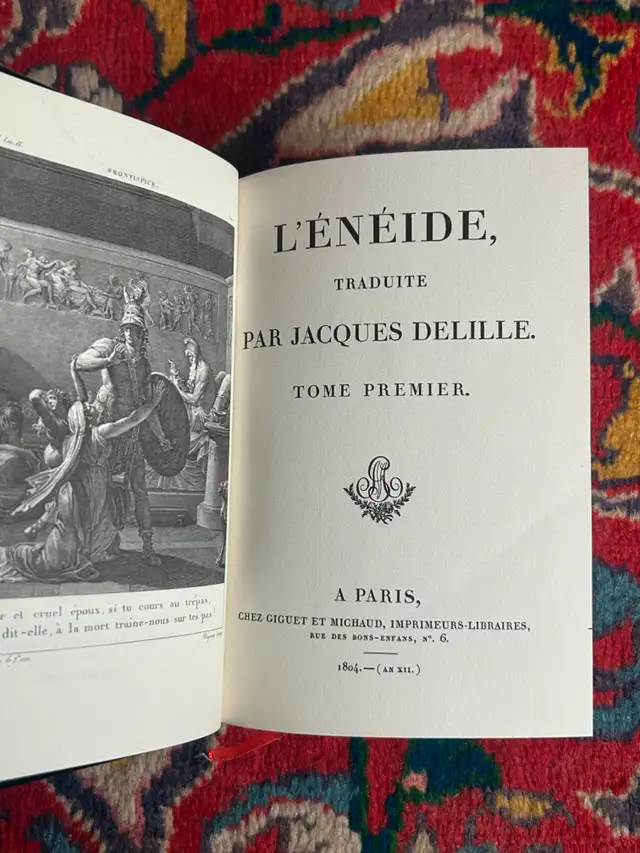 Liv. II.
FRONTISPICE.
et cruel époux, si tu cours au trépas,
dit-elle, à la mort traîne-nous sur tes pas!
L'ÉNÉIDE,
TRADUITE
PAR JACQUES DELILLE.
TOME PREMIER.
A PARIS,
CHEZ GIGUET ET MICHAUD, IMPRIMEURS-LIBRAIRES,
RUE DES BONS-ENFANS, N°. 6.
1804.—(AN XII.)